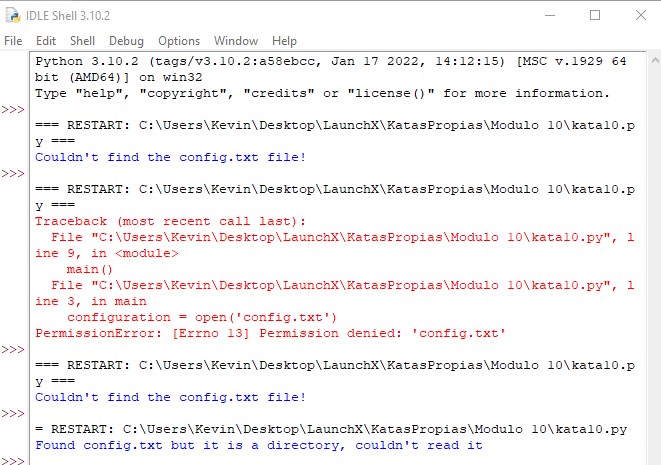 IDLE Shell 3.10.2
File Edit Shell Debug Options Window Help
Python 3.10.2 (tags/v3.10.2:a58ebcc, Jan 17 2022, 14:12:15) [MSC v.1929 64
bit (AMD64)] on win32
Type "help", "copyright", "credits" or "license()" for more information.
>>>
=== RESTART: C:\Users\Kevin\Desktop\LaunchX\KatasPropias\Modulo 10\kata10.p
y ===
Couldn't find the config.txt file!
>>>
=== RESTART: C:\Users\Kevin\Desktop\LaunchX\KatasPropias\Modulo 10\kata10.p
y ===
Traceback (most recent call last):
  File "C:\Users\Kevin\Desktop\LaunchX\KatasPropias\Modulo 10\kata10.py", l
ine 9, in <module>
    main()
  File "C:\Users\Kevin\Desktop\LaunchX\KatasPropias\Modulo 10\kata10.py", l
ine 3, in main
    configuration = open('config.txt')
PermissionError: [Errno 13] Permission denied: 'config.txt'
>>>
=== RESTART: C:\Users\Kevin\Desktop\LaunchX\KatasPropias\Modulo 10\kata10.p
y ===
Couldn't find the config.txt file!
>>>
= RESTART: C:\Users\Kevin\Desktop\LaunchX\KatasPropias\Modulo 10\kata10.py
Found config.txt but it is a directory, couldn't read it
>>>